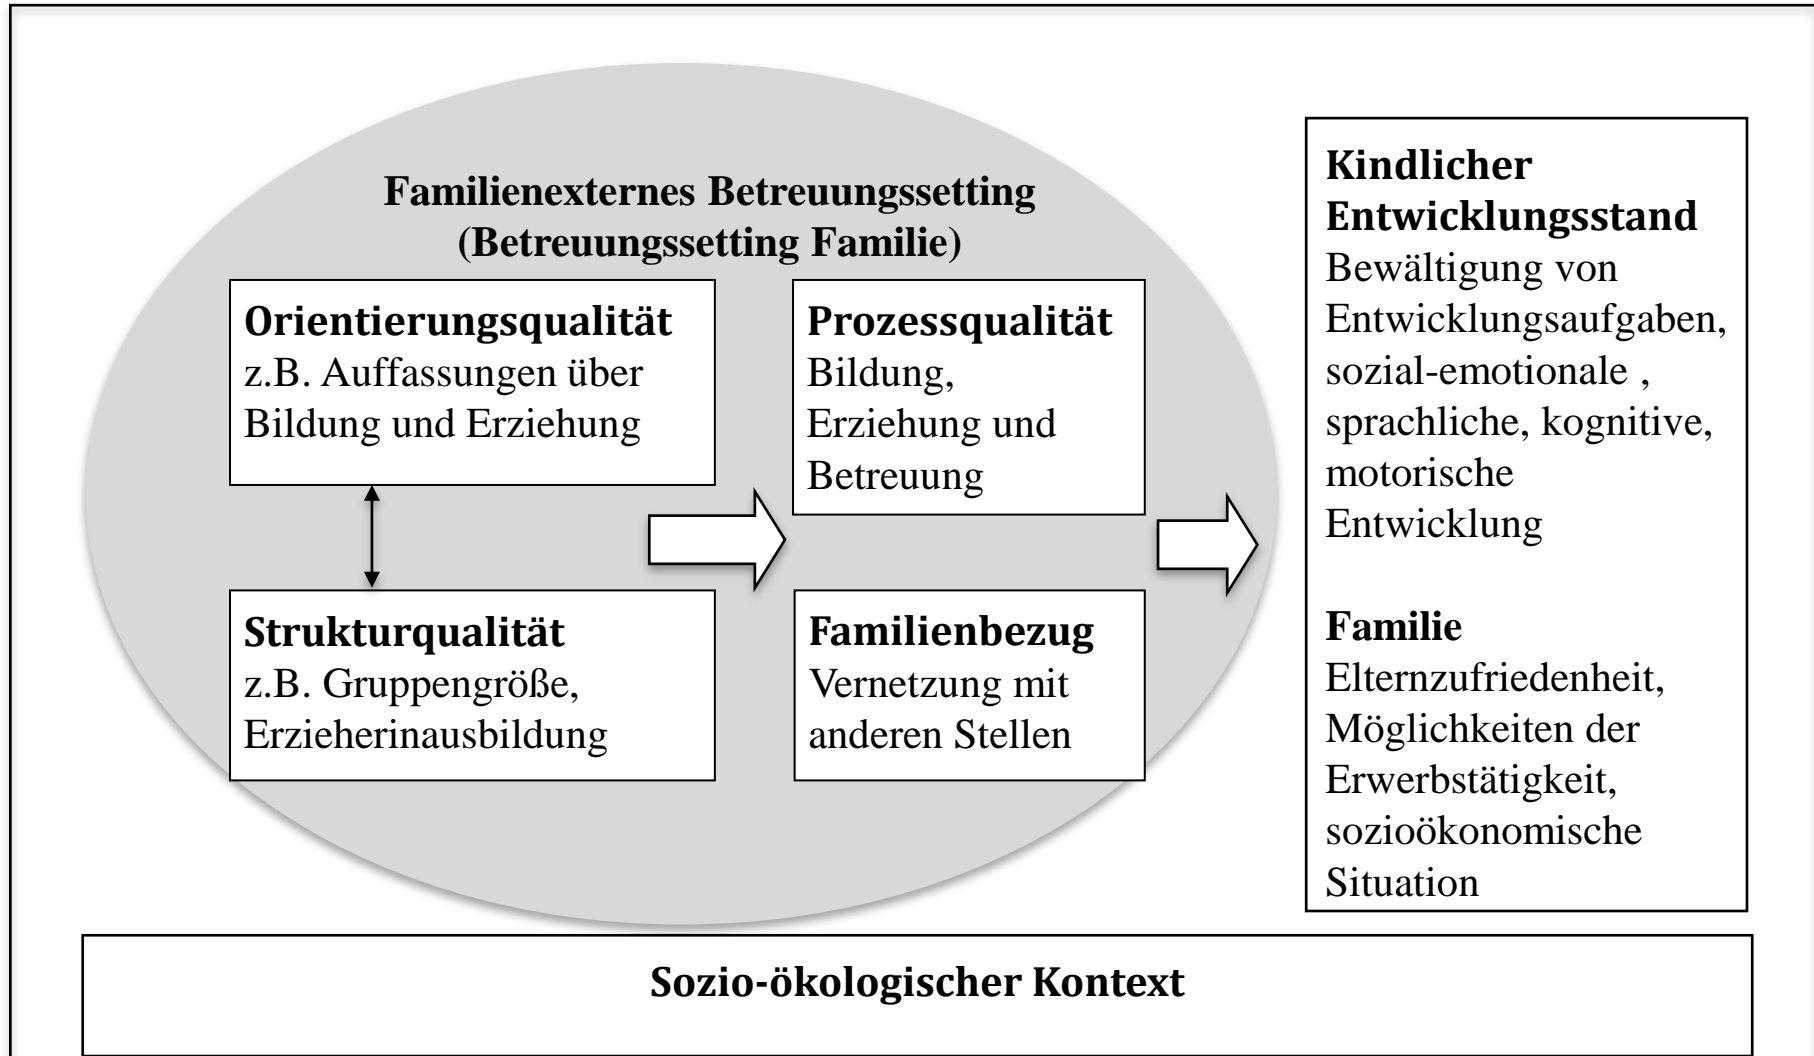 Familienexternes Betreuungssetting
(Betreuungssetting Familie)
Orientierungsqualität
z.B. Auffassungen über
Bildung und Erziehung
Strukturqualität
z.B. Gruppengröße,
Erzieherinausbildung
Prozessqualität
Bildung,
Erziehung und
Betreuung
Familienbezug
Vernetzung mit
anderen Stellen
Kindlicher
Entwicklungsstand
Bewältigung von
Entwicklungsaufgaben,
sozial-emotionale ,
sprachliche, kognitive,
motorische
Entwicklung
Familie
Elternzufriedenheit,
Möglichkeiten der
Erwerbstätigkeit,
sozioökonomische
Situation
Sozio-ökologischer Kontext